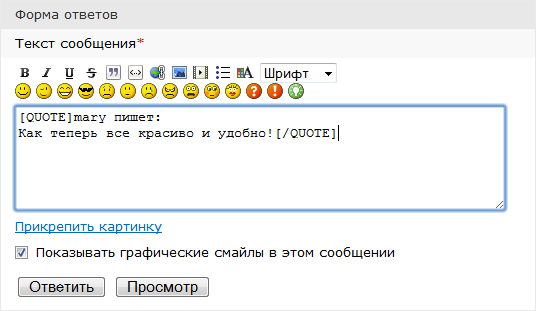 Форма ответов
Текст сообщения*
B I U S Шрифт
[QUOTE]mary пишет:
Как теперь все красиво и удобно![/QUOTE]
Прикрепить картинку
Показывать графические смайлы в этом сообщении
Ответить Просмотр